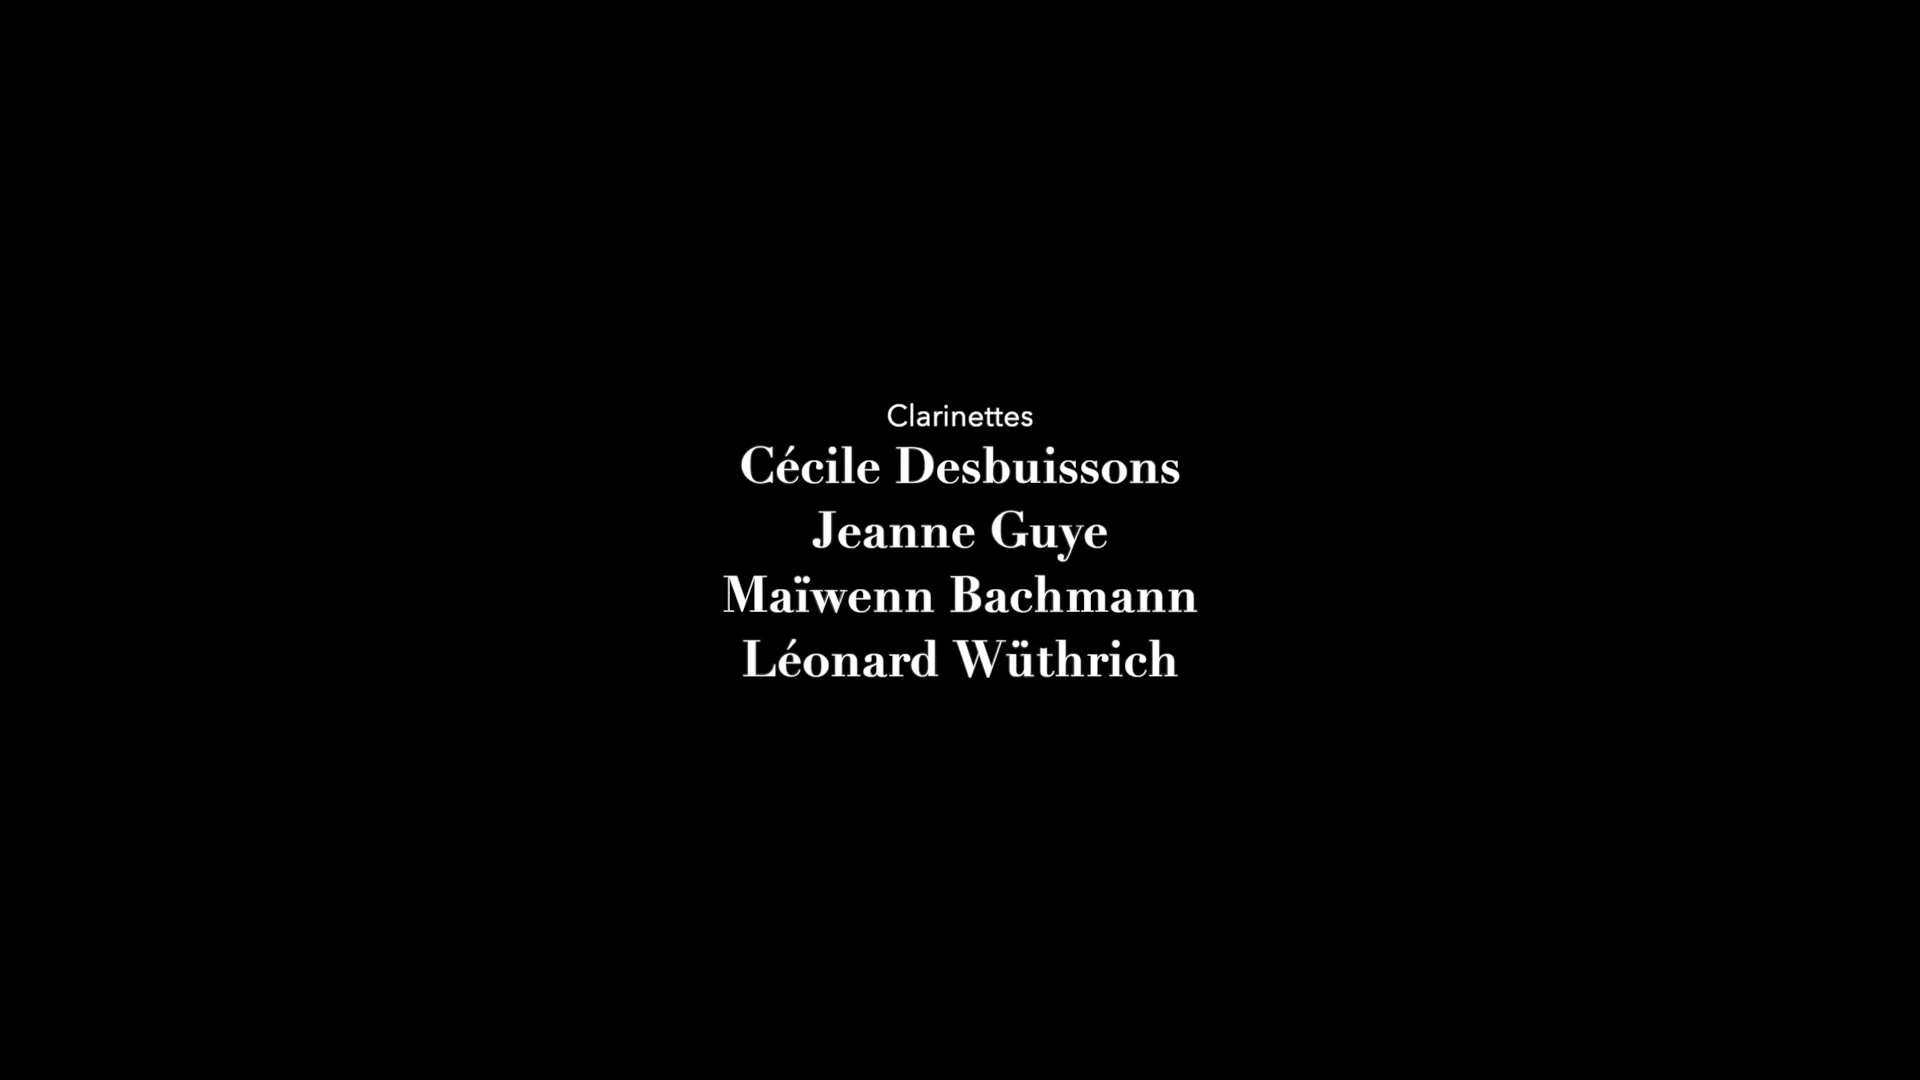 Clarinettes
Cécile Desbuissons
Jeanne Guye
Maïwenn Bachmann
Léonard Wüthrich